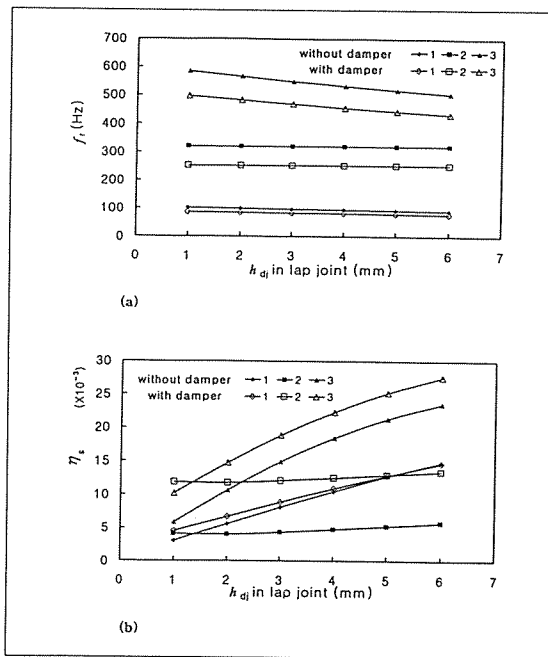 700
600
500
400
300
200
100
0
f r (Hz)
without damper 1 2 3
with damper 1 2 3
0 1 2 3 4 5 6 7
h dj in lap joint (mm)
(a)
30
25
20
15
10
5
0
η s (X10⁻³)
without damper 1 2 3
with damper 1 2 3
0 1 2 3 4 5 6 7
h dj in lap joint (mm)
(b)